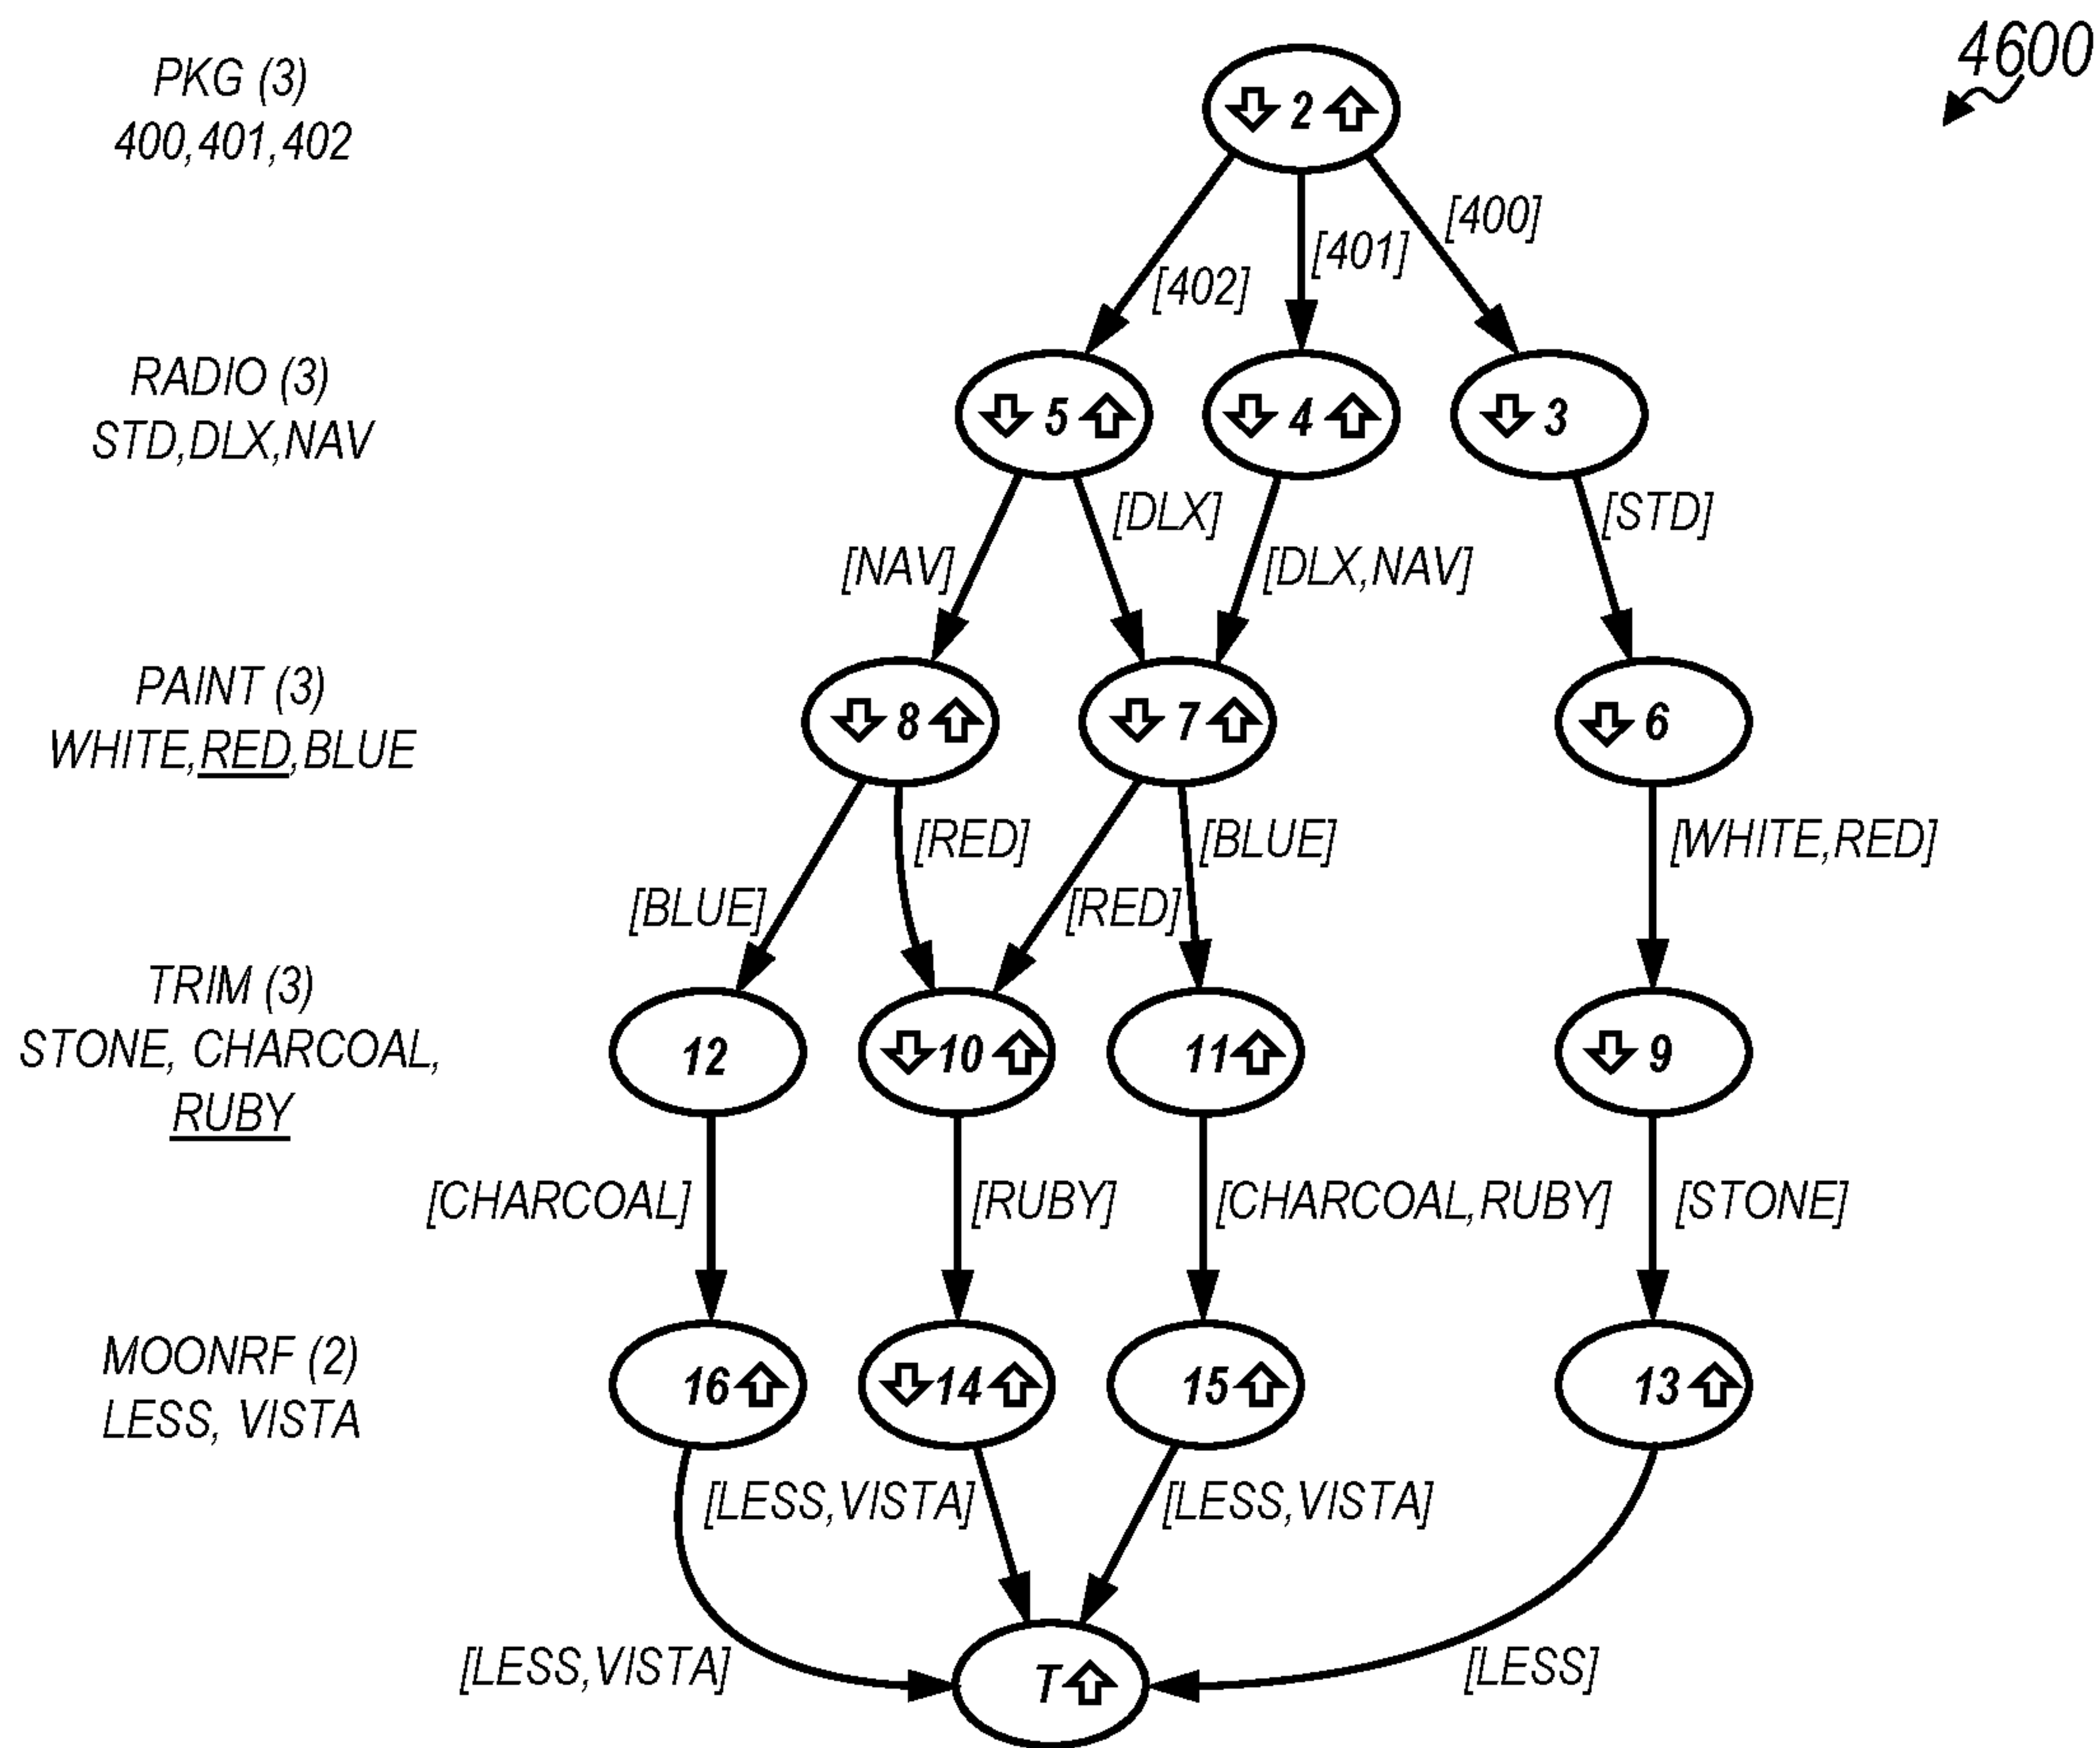 4600
PKG (3)
400,401,402
2
[400]
[401]
[402]
RADIO (3)
STD,DLX,NAV
5
4
3
[DLX]
[STD]
[NAV]
[DLX,NAV]
PAINT (3)
WHITE,RED,BLUE
8
7
6
[RED]
[BLUE]
[WHITE,RED]
[BLUE]
[RED]
TRIM (3)
STONE, CHARCOAL,
RUBY
12
10
11
9
[CHARCOAL]
[RUBY]
[CHARCOAL,RUBY]
[STONE]
MOONRF (2)
LESS, VISTA
16
14
15
13
[LESS,VISTA]
[LESS,VISTA]
[LESS,VISTA]
[LESS]
T